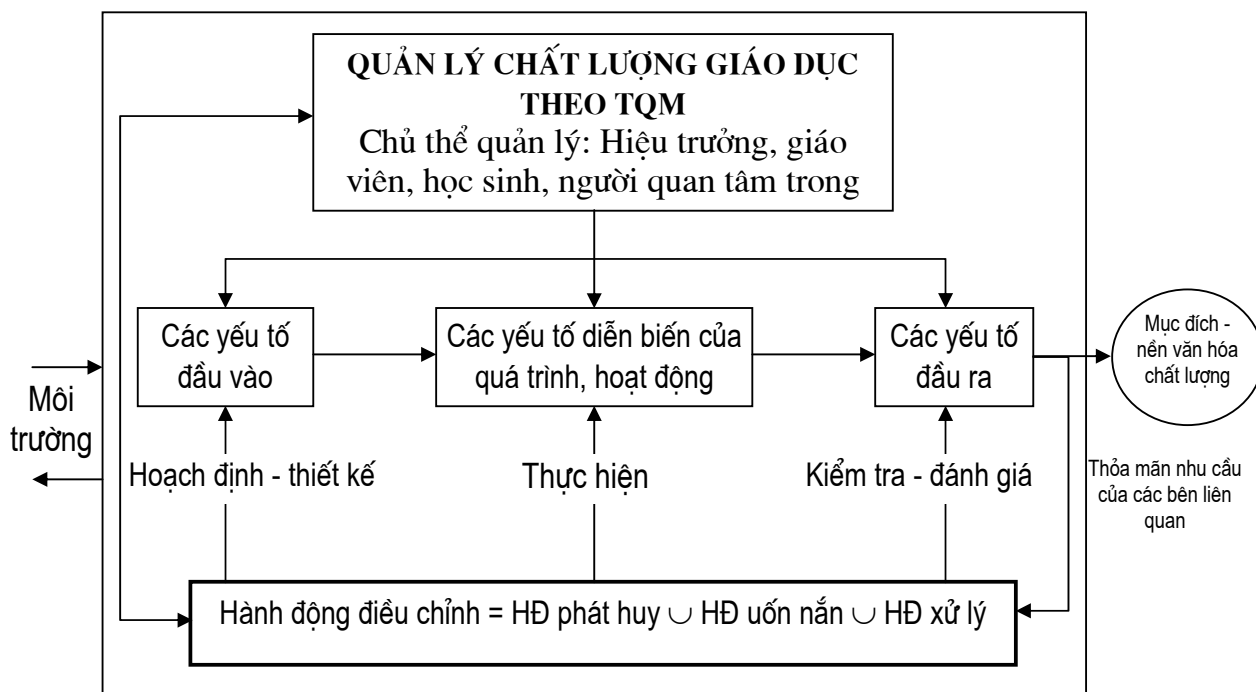 QUẢN LÝ CHẤT LƯỢNG GIÁO DỤC
THEO TQM
Chủ thể quản lý: Hiệu trưởng, giáo
viên, học sinh, người quan tâm trong
Các yếu tố
đầu vào
Các yếu tố diễn biến của
quá trình, hoạt động
Các yếu tố
đầu ra
Mục đích -
nền văn hóa
chất lượng
Môi
trường
Hoạch định - thiết kế
Thực hiện
Kiểm tra - đánh giá
Thỏa mãn nhu cầu
của các bên liên
quan
Hành động điều chỉnh = HĐ phát huy ∪ HĐ uốn nắn ∪ HĐ xử lý